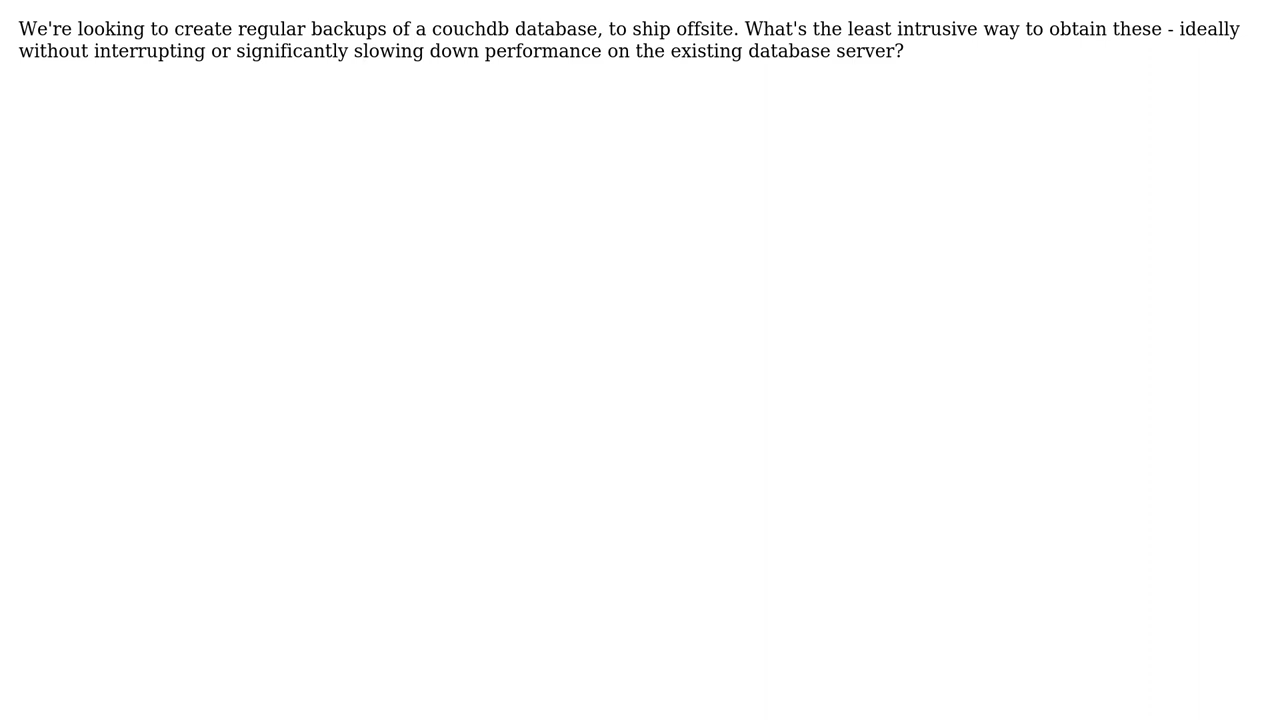 We're looking to create regular backups of a couchdb database, to ship offsite. What's the least intrusive way to obtain these - ideally
without interrupting or significantly slowing down performance on the existing database server?